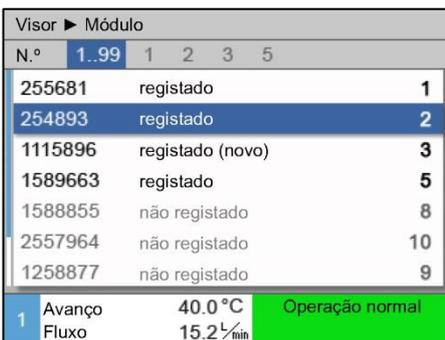 Visor ► Módulo
N.º 1..99 1 2 3 5
255681 registado 1
254893 registado 2
1115896 registado (novo) 3
1589663 registado 5
1588855 não registado 8
2557964 não registado 10
1258877 não registado 9
1 Avanço 40.0 °C Operação normal
Fluxo 15.2 L/min